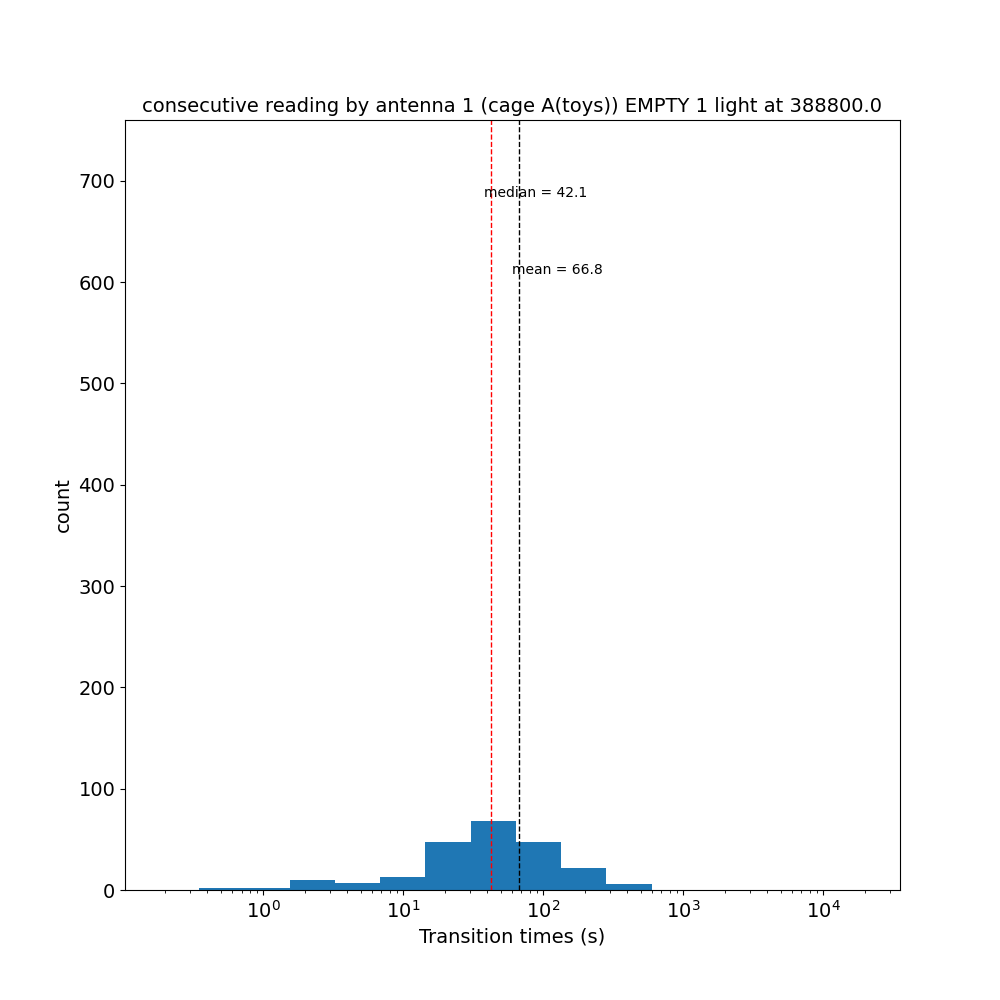 consecutive reading by antenna 1 (cage A(toys)) EMPTY 1 light at 388800.0
700
median = 42.1
mean = 66.8
600
500
400
count
300
200
100
0
10⁰ 10¹ 10² 10³ 10⁴
Transition times (s)